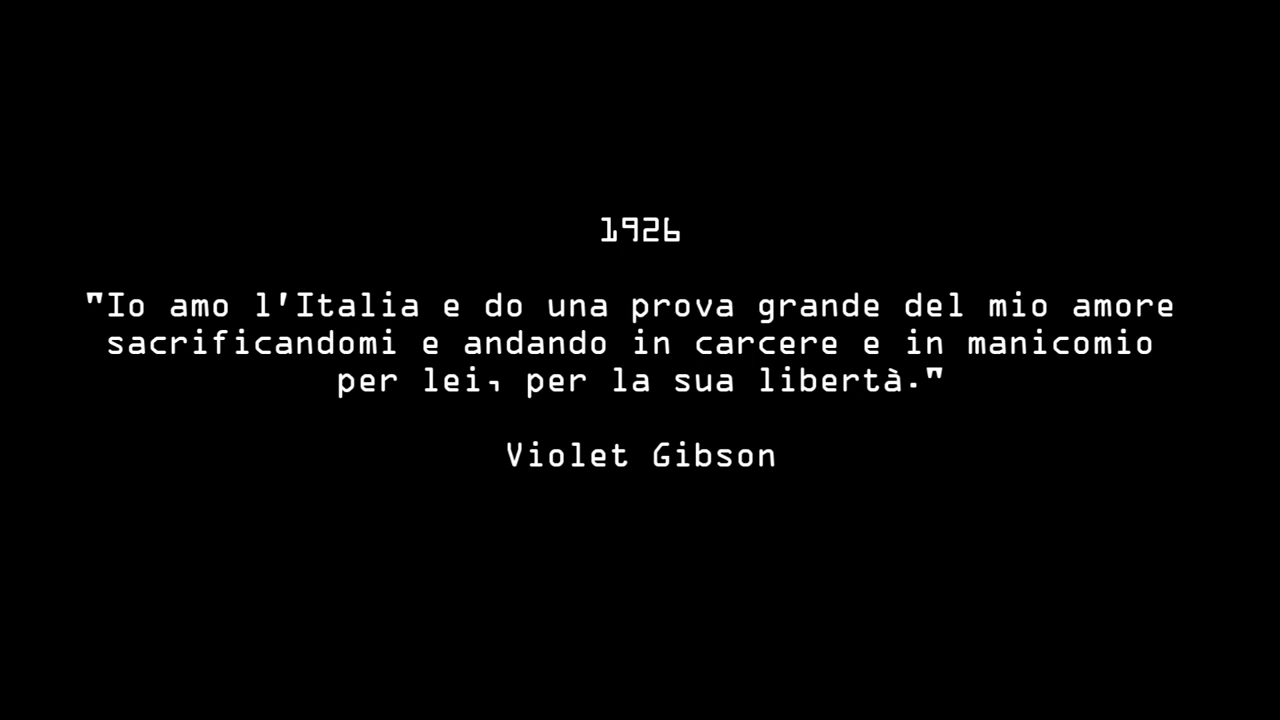 1926
"Io amo l'Italia e do una prova grande del mio amore
sacrificandomi e andando in carcere e in manicomio
per lei, per la sua libertà."
Violet Gibson